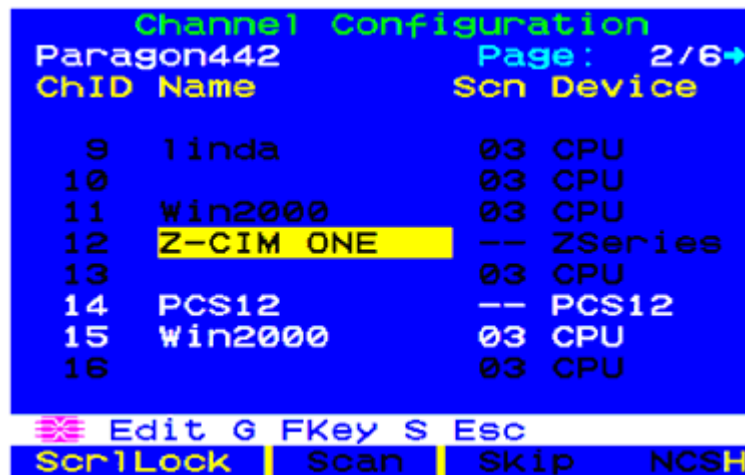 Channel Configuration
Paragon442 Page: 2/6→
ChID Name Scn Device
9 linda 03 CPU
10 03 CPU
11 Win2000 03 CPU
12 Z-CIM ONE -- ZSeries
13 03 CPU
14 PCS12 -- PCS12
15 Win2000 03 CPU
16 03 CPU
Edit G FKey S Esc
ScrlLock Scan Skip NCSH